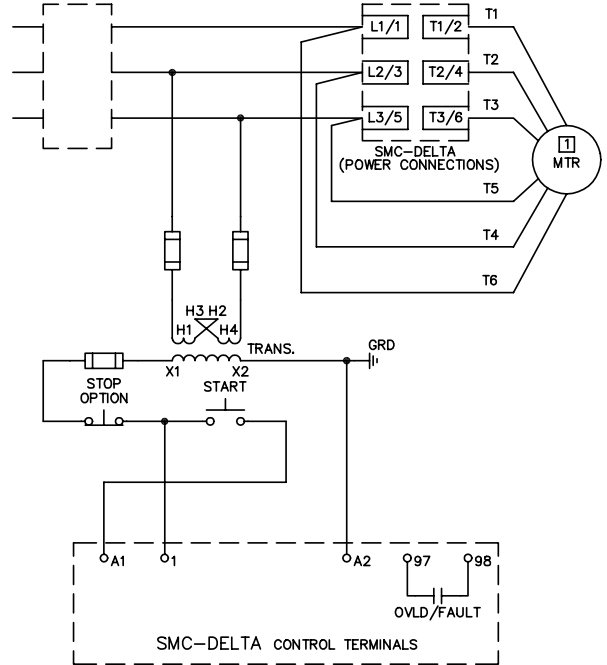 L1/1 T1/2 T1
L2/3 T2/4 T2
L3/5 T3/6 T3
SMC-DELTA
(POWER CONNECTIONS)
1
MTR
T5
T4
T6
H3 H2
H1 H4
TRANS.
GRD
X1 X2
STOP
OPTION
START
A1 1 A2 97 98
OVLD/FAULT
SMC-DELTA CONTROL TERMINALS